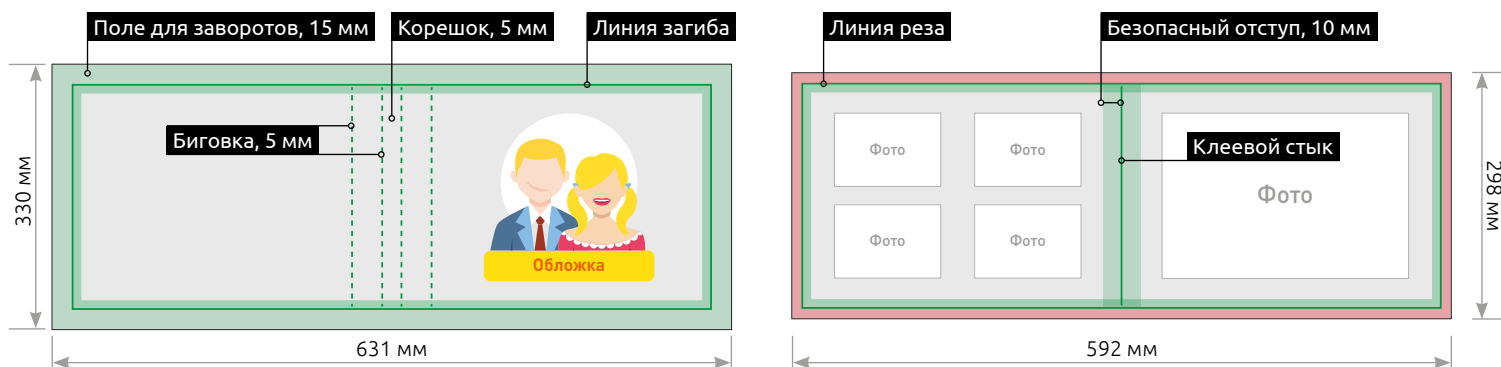 Поле для заворотов, 15 мм
Корешок, 5 мм
Линия загиба
Биговка, 5 мм
Обложка
330 мм
631 мм
Линия реза
Безопасный отступ, 10 мм
Клеевой стык
Фото
Фото
Фото
Фото
Фото
298 мм
592 мм